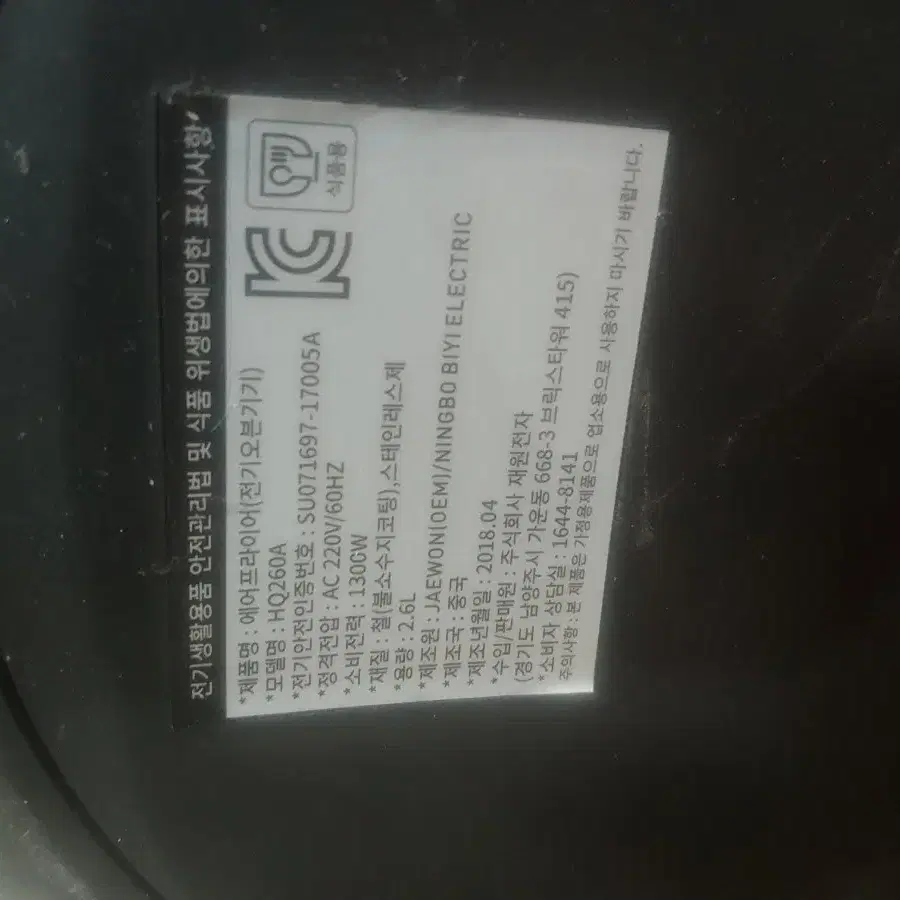 전기생활용품 안전관리법 및 식품 위생법에의한 표시사항
*제품명 : 에어프라이어(전기오븐기기)
*모델명 : HQ260A
*전기안전인증번호 : SU071697-17005A
*정격전압 : AC 220V/60HZ
*소비전력 : 130GW
*재질 : 철(불소수지코팅),스테인레스제
*용량 : 2.6L
*제조원 : JAEWON(OEM)/NINGBO BIYI ELECTRIC
*제조국 : 중국
*제조년월일 : 2018.04
*수입/판매원 : 주식회사 재원전자
(경기도 남양주시 가운동 668-3 브릭스타워 415)
*소비자 상담실 : 1644-8141
주의사항 : 본 제품은 가정용제품으로 업소용으로 사용하지 마시기 바랍니다.
KC
식품용